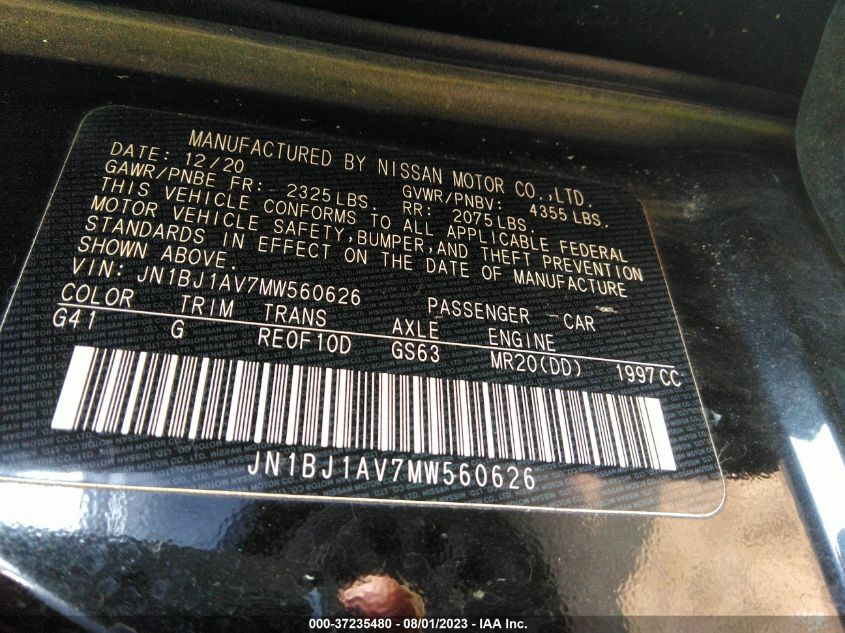 MANUFACTURED BY NISSAN MOTOR CO.,LTD.
DATE: 12/20 GVWR/PNBV: 4355 LBS.
GAWR/PNBE FR: 2325 LBS. RR: 2075 LBS.
THIS VEHICLE CONFORMS TO ALL APPLICABLE FEDERAL
MOTOR VEHICLE SAFETY,BUMPER,AND THEFT PREVENTION
STANDARDS IN EFFECT ON THE DATE OF MANUFACTURE
SHOWN ABOVE.
VIN: JN1BJ1AV7MW560626 PASSENGER CAR
COLOR TRIM TRANS AXLE ENGINE
G41 G RE0F10D GS63 MR20(DD) 1997CC
JN1BJ1AV7MW560626
000-37235480 - 08/01/2023 - IAA Inc.